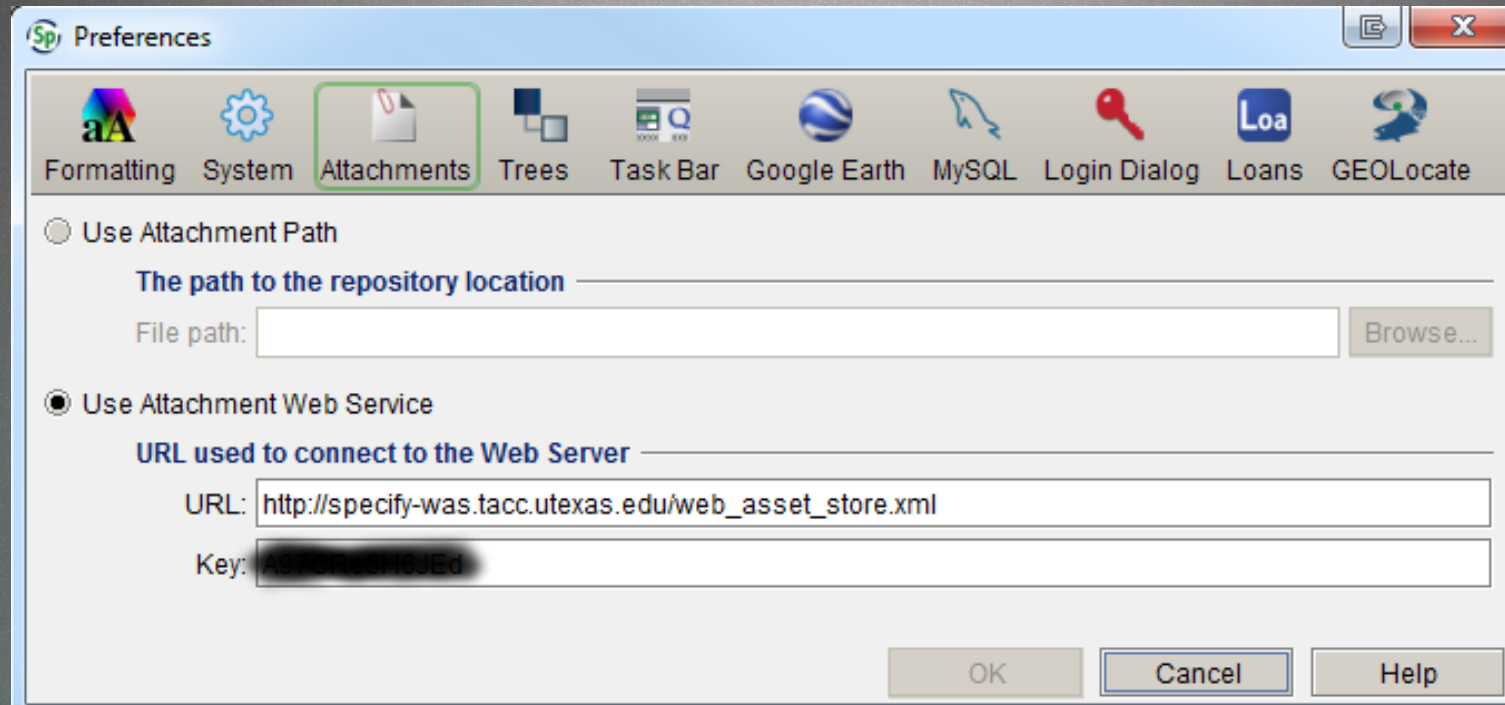 Sp Preferences
aA Loa
Formatting System Attachments Trees Task Bar Google Earth MySQL Login Dialog Loans GEOLocate
Use Attachment Path
The path to the repository location
File path: Browse...
Use Attachment Web Service
URL used to connect to the Web Server
URL: http://specify-was.tacc.utexas.edu/web_asset_store.xml
Key:
OK Cancel Help